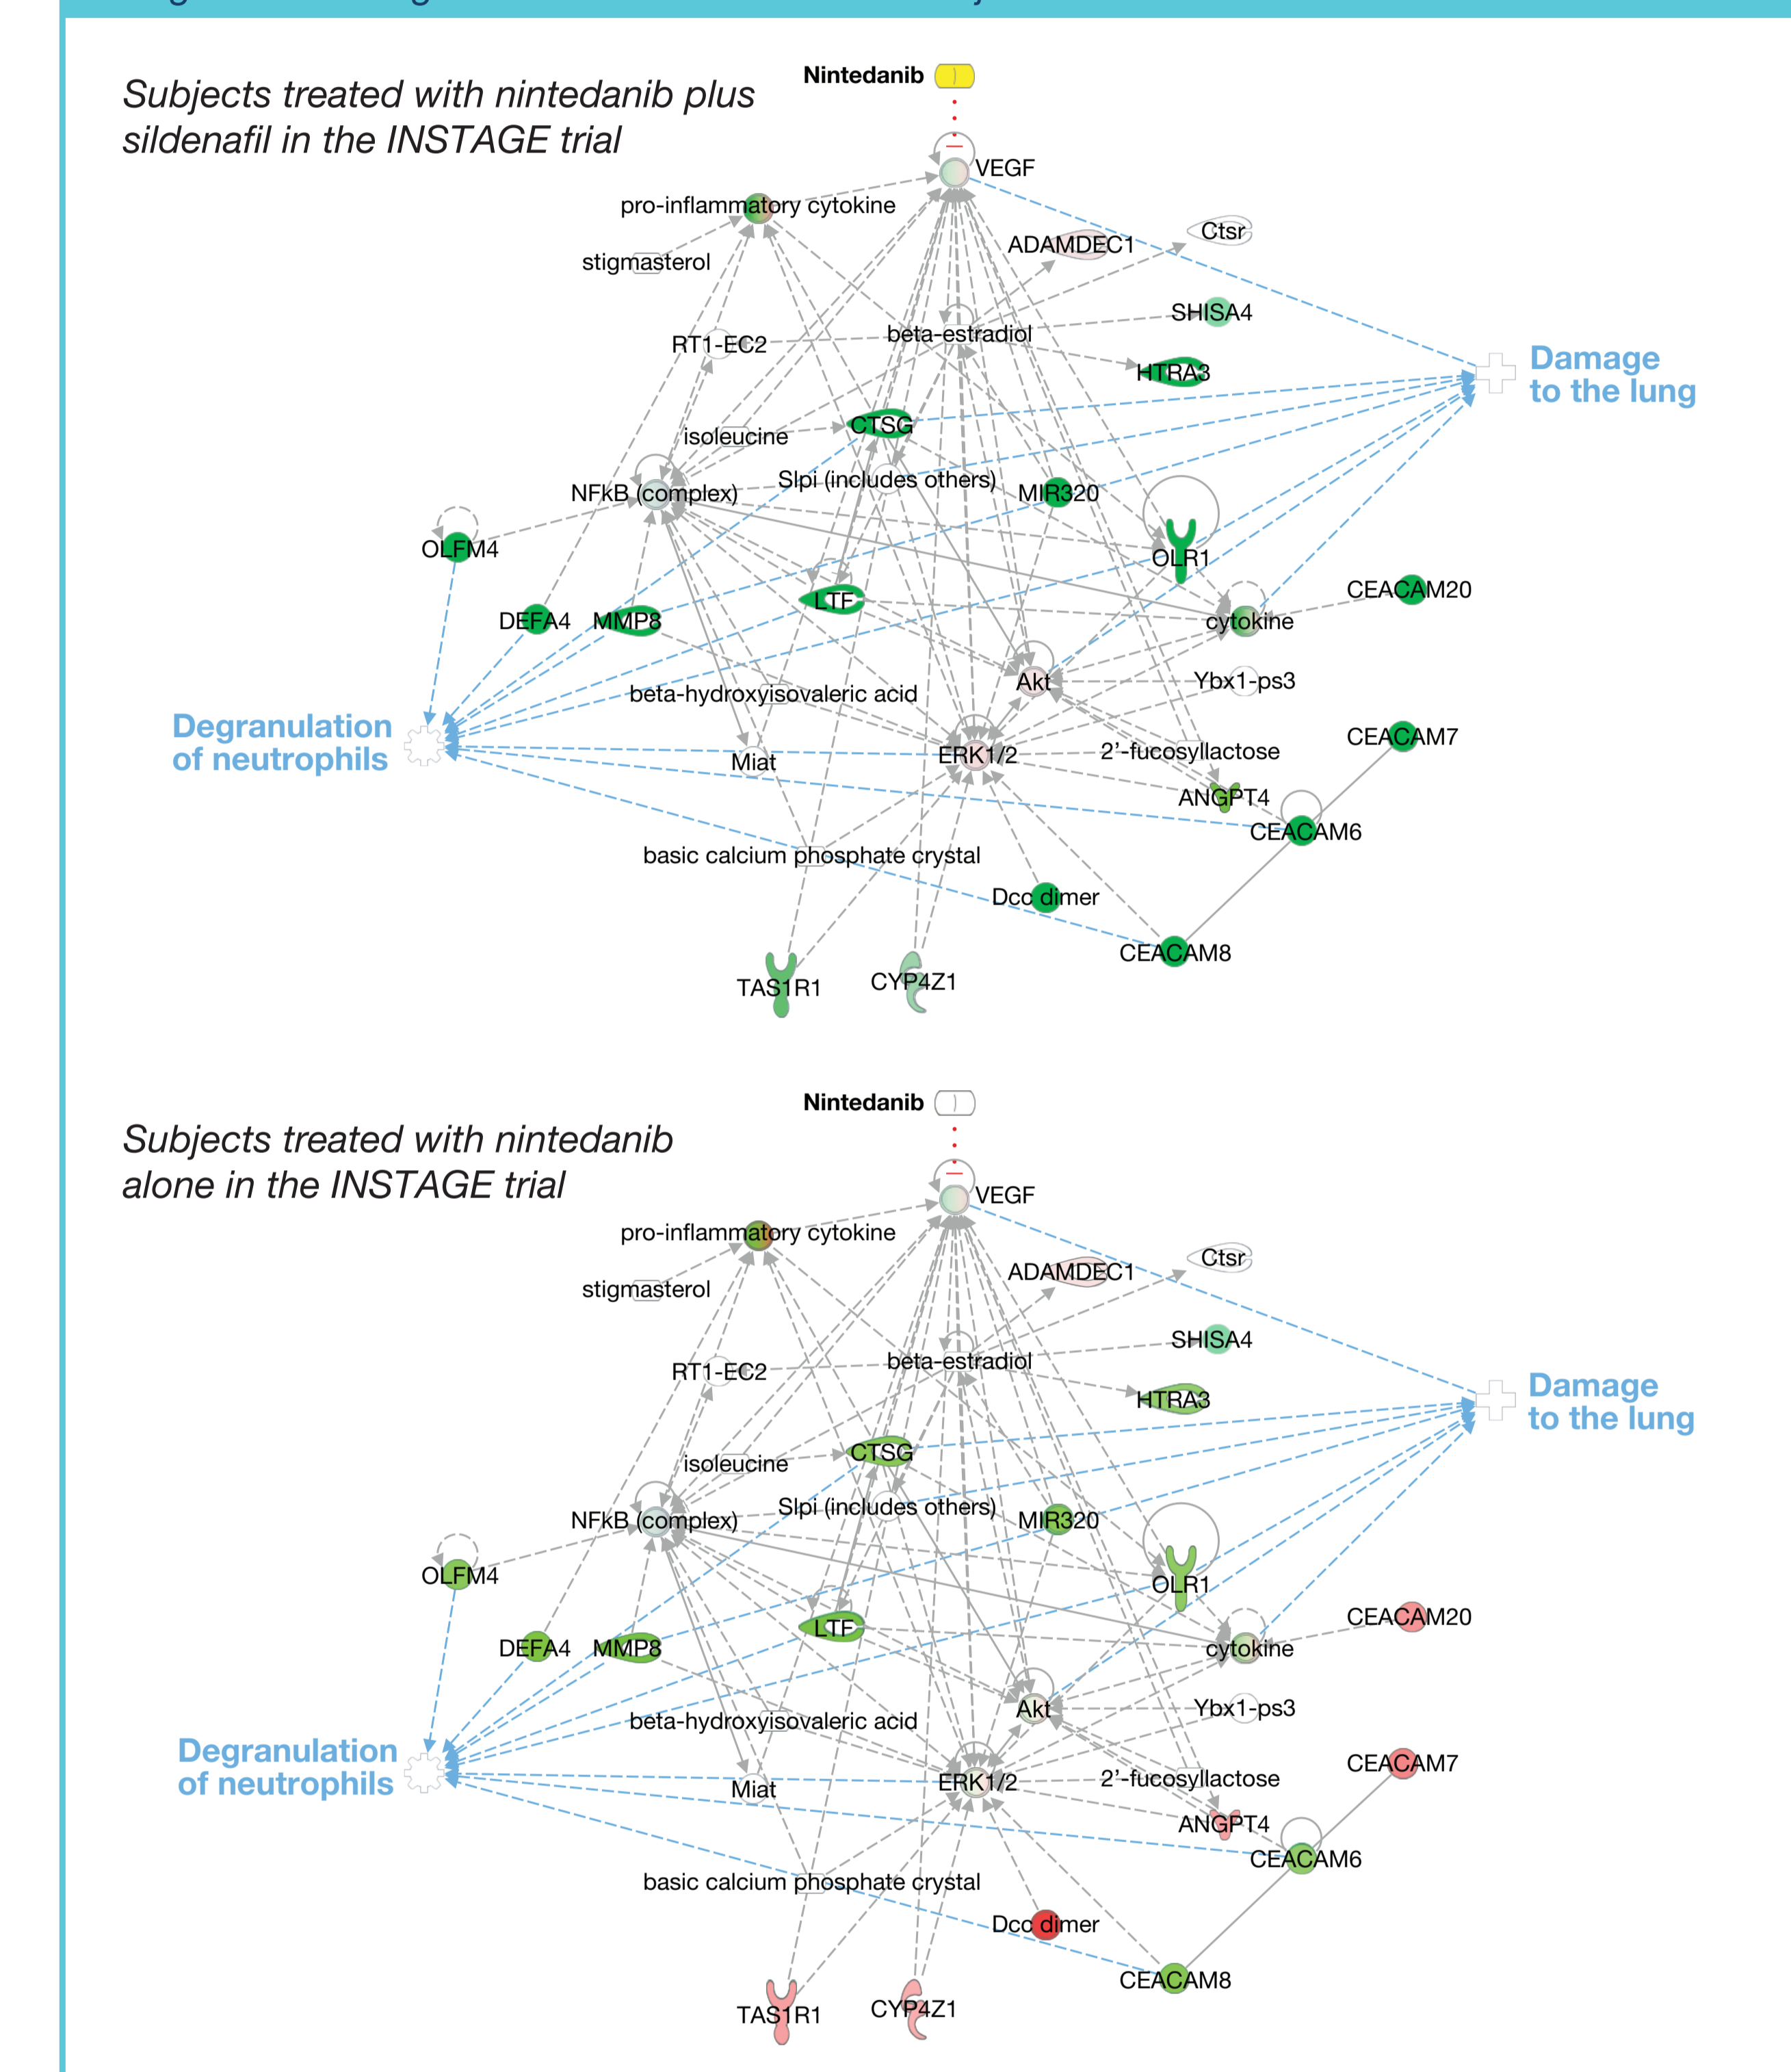 Subjects treated with nintedanib plus
sildenafil in the INSTAGE trial
Nintedanib
VEGF
pro-inflammatory cytokine
ADAMDEC1
Ctsr
stigmasterol
SHISA4
beta-estradiol
RT1-EC2
HTRA3
Damage
to the lung
CTSG
isoleucine
Slpi (includes others)
NFkB (complex)
MIR320
OLFM4
OLR1
CEACAM20
LTF
DEFA4
MMP8
cytokine
Akt
Ybx1-ps3
beta-hydroxyisovaleric acid
Degranulation
of neutrophils
CEACAM7
2’-fucosyllactose
ERK1/2
Miat
ANGPT4
CEACAM6
basic calcium phosphate crystal
Dcc dimer
CEACAM8
TAS1R1
CYP4Z1
Subjects treated with nintedanib
alone in the INSTAGE trial
Nintedanib
VEGF
pro-inflammatory cytokine
ADAMDEC1
Ctsr
stigmasterol
SHISA4
beta-estradiol
RT1-EC2
HTRA3
Damage
to the lung
CTSG
isoleucine
Slpi (includes others)
NFkB (complex)
MIR320
OLFM4
OLR1
CEACAM20
LTF
DEFA4
MMP8
cytokine
Akt
Ybx1-ps3
beta-hydroxyisovaleric acid
Degranulation
of neutrophils
CEACAM7
2’-fucosyllactose
ERK1/2
Miat
ANGPT4
CEACAM6
basic calcium phosphate crystal
Dcc dimer
CEACAM8
TAS1R1
CYP4Z1